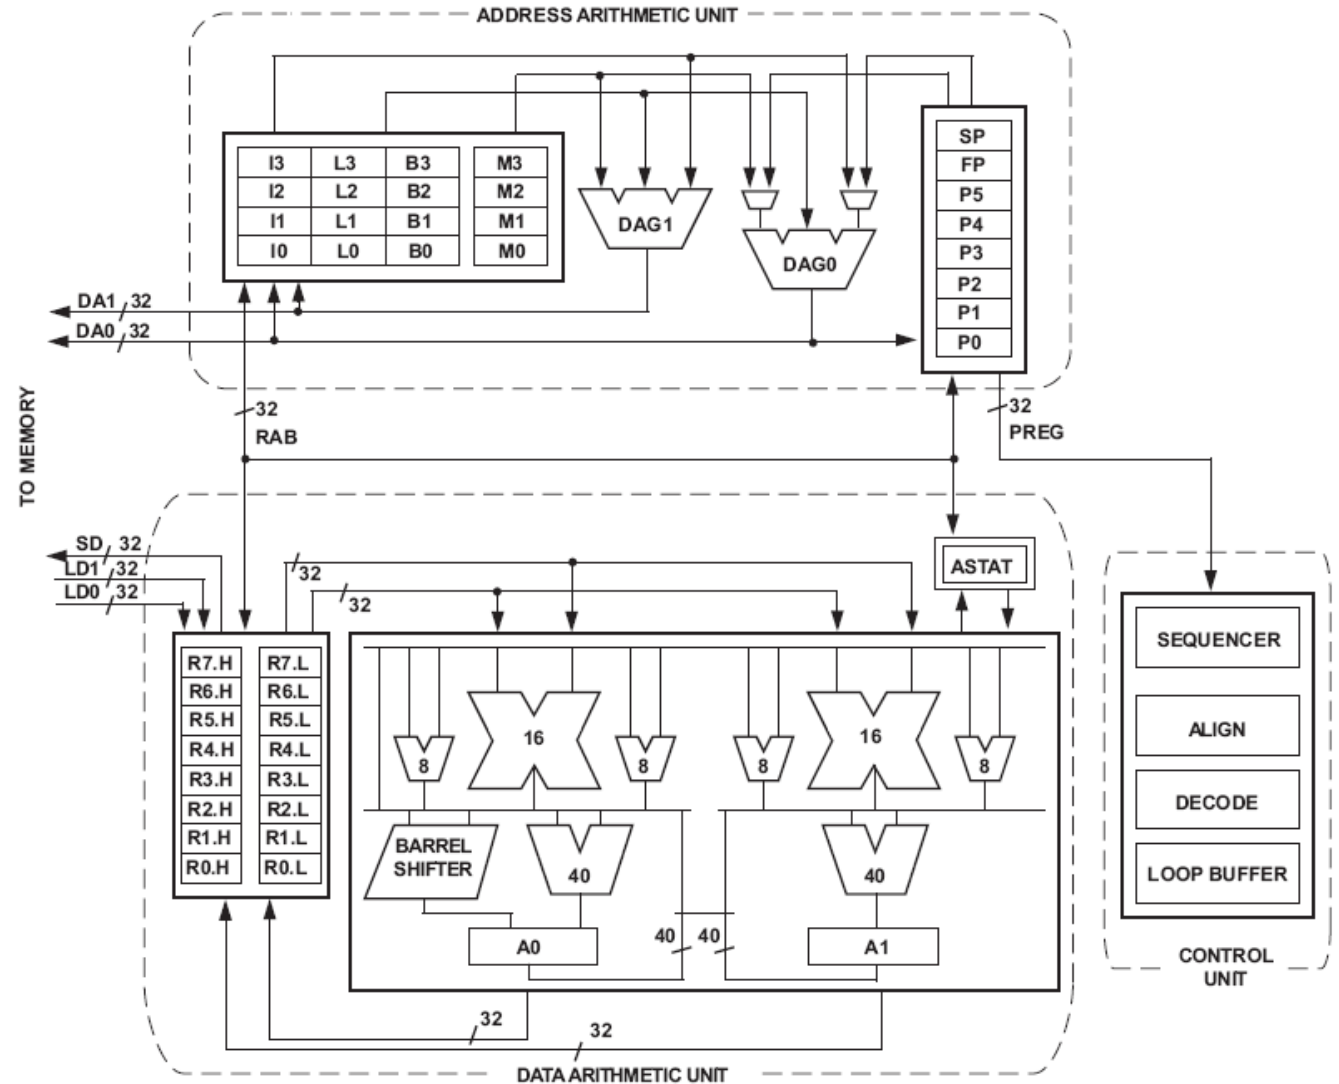 ADDRESS ARITHMETIC UNIT
I3 L3 B3 M3
I2 L2 B2 M2
I1 L1 B1 M1
I0 L0 B0 M0
DAG1
DAG0
SP
FP
P5
P4
P3
P2
P1
P0
DA1 32
DA0 32
32
RAB
32
PREG
TO MEMORY
SD 32
LD1 32
LD0 32
32
32
ASTAT
R7.H R7.L
R6.H R6.L
R5.H R5.L
R4.H R4.L
R3.H R3.L
R2.H R2.L
R1.H R1.L
R0.H R0.L
8 16 8 8 16 8
BARREL
SHIFTER
40
40
A0
40 40
A1
32
32
DATA ARITHMETIC UNIT
SEQUENCER
ALIGN
DECODE
LOOP BUFFER
CONTROL
UNIT